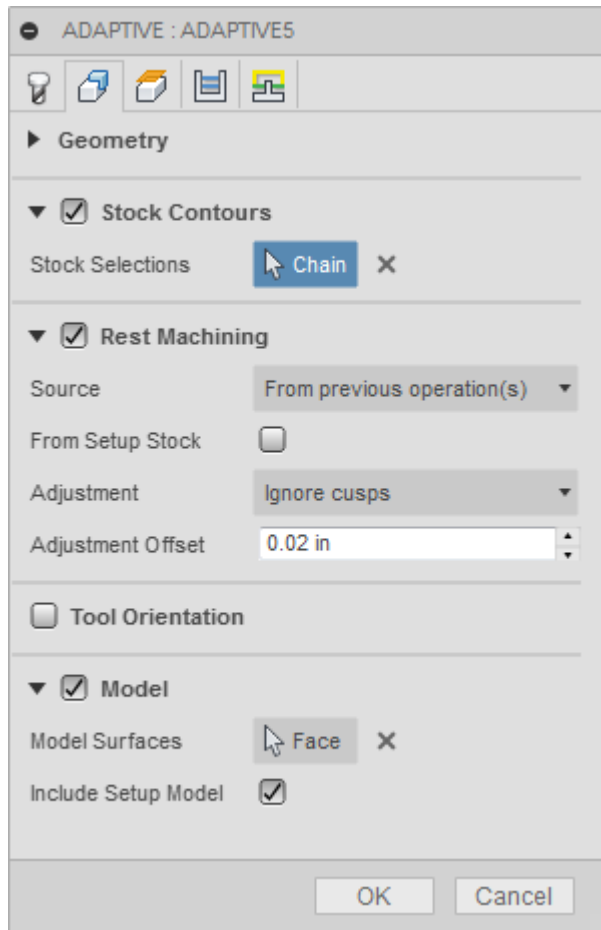 ADAPTIVE : ADAPTIVE5
Geometry
Stock Contours
Stock Selections Chain
Rest Machining
Source From previous operation(s)
From Setup Stock
Adjustment Ignore cusps
Adjustment Offset 0.02 in
Tool Orientation
Model
Model Surfaces Face
Include Setup Model
OK Cancel